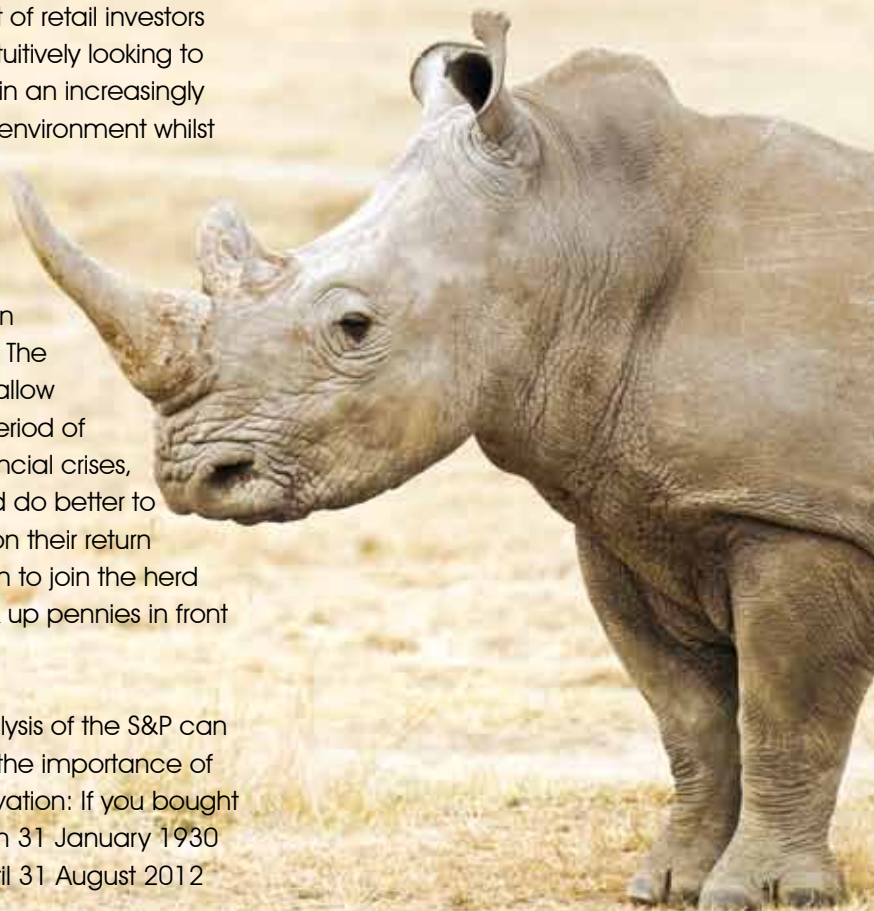 t of retail investors
tuitively looking to
in an increasingly
environment whilst
n
The
allow
eriod of
ncial crises,
d do better to
on their return
n to join the herd
up pennies in front
lysis of the S&P can
the importance of
vation: If you bought
n 31 January 1930
il 31 August 2012